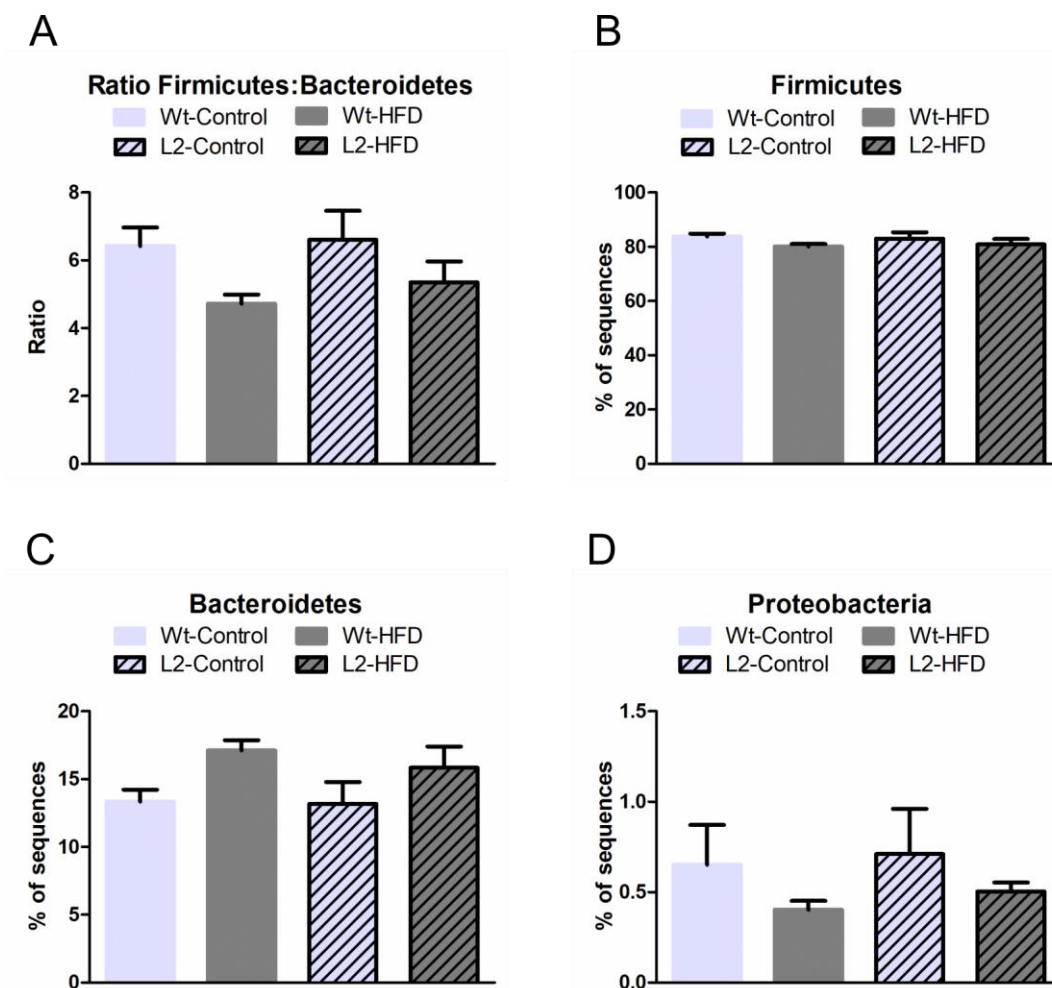 A
Ratio Firmicutes:Bacteroidetes
Wt-Control Wt-HFD
L2-Control L2-HFD
8
6
4
2
0
Ratio
B
Firmicutes
Wt-Control Wt-HFD
L2-Control L2-HFD
100
80
60
40
20
0
% of sequences
C
Bacteroidetes
Wt-Control Wt-HFD
L2-Control L2-HFD
20
15
10
5
0
% of sequences
D
Proteobacteria
Wt-Control Wt-HFD
L2-Control L2-HFD
1.5
1.0
0.5
0.0
% of sequences